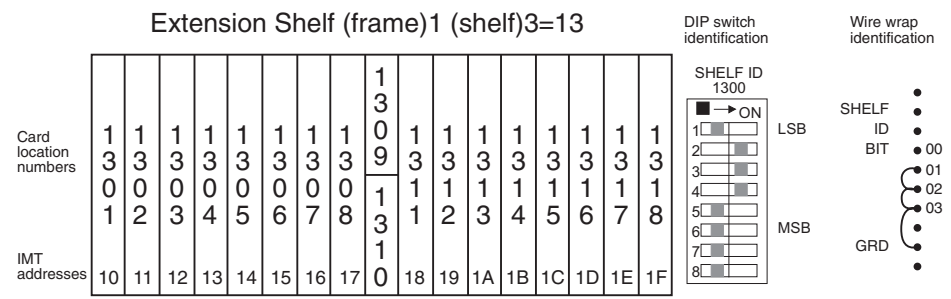 Extension Shelf (frame)1 (shelf)3=13
DIP switch
identification
Wire wrap
identification
Card
location
numbers
1301 1302 1303 1304 1305 1306 1307 1308 1309 1310 1311 1312 1313 1314 1315 1316 1317 1318
IMT
addresses
10 11 12 13 14 15 16 17 18 19 1A 1B 1C 1D 1E 1F
SHELF ID
1300
ON
1
2
3
4
5
6
7
8
LSB
MSB
SHELF
ID
BIT
00
01
02
03
GRD